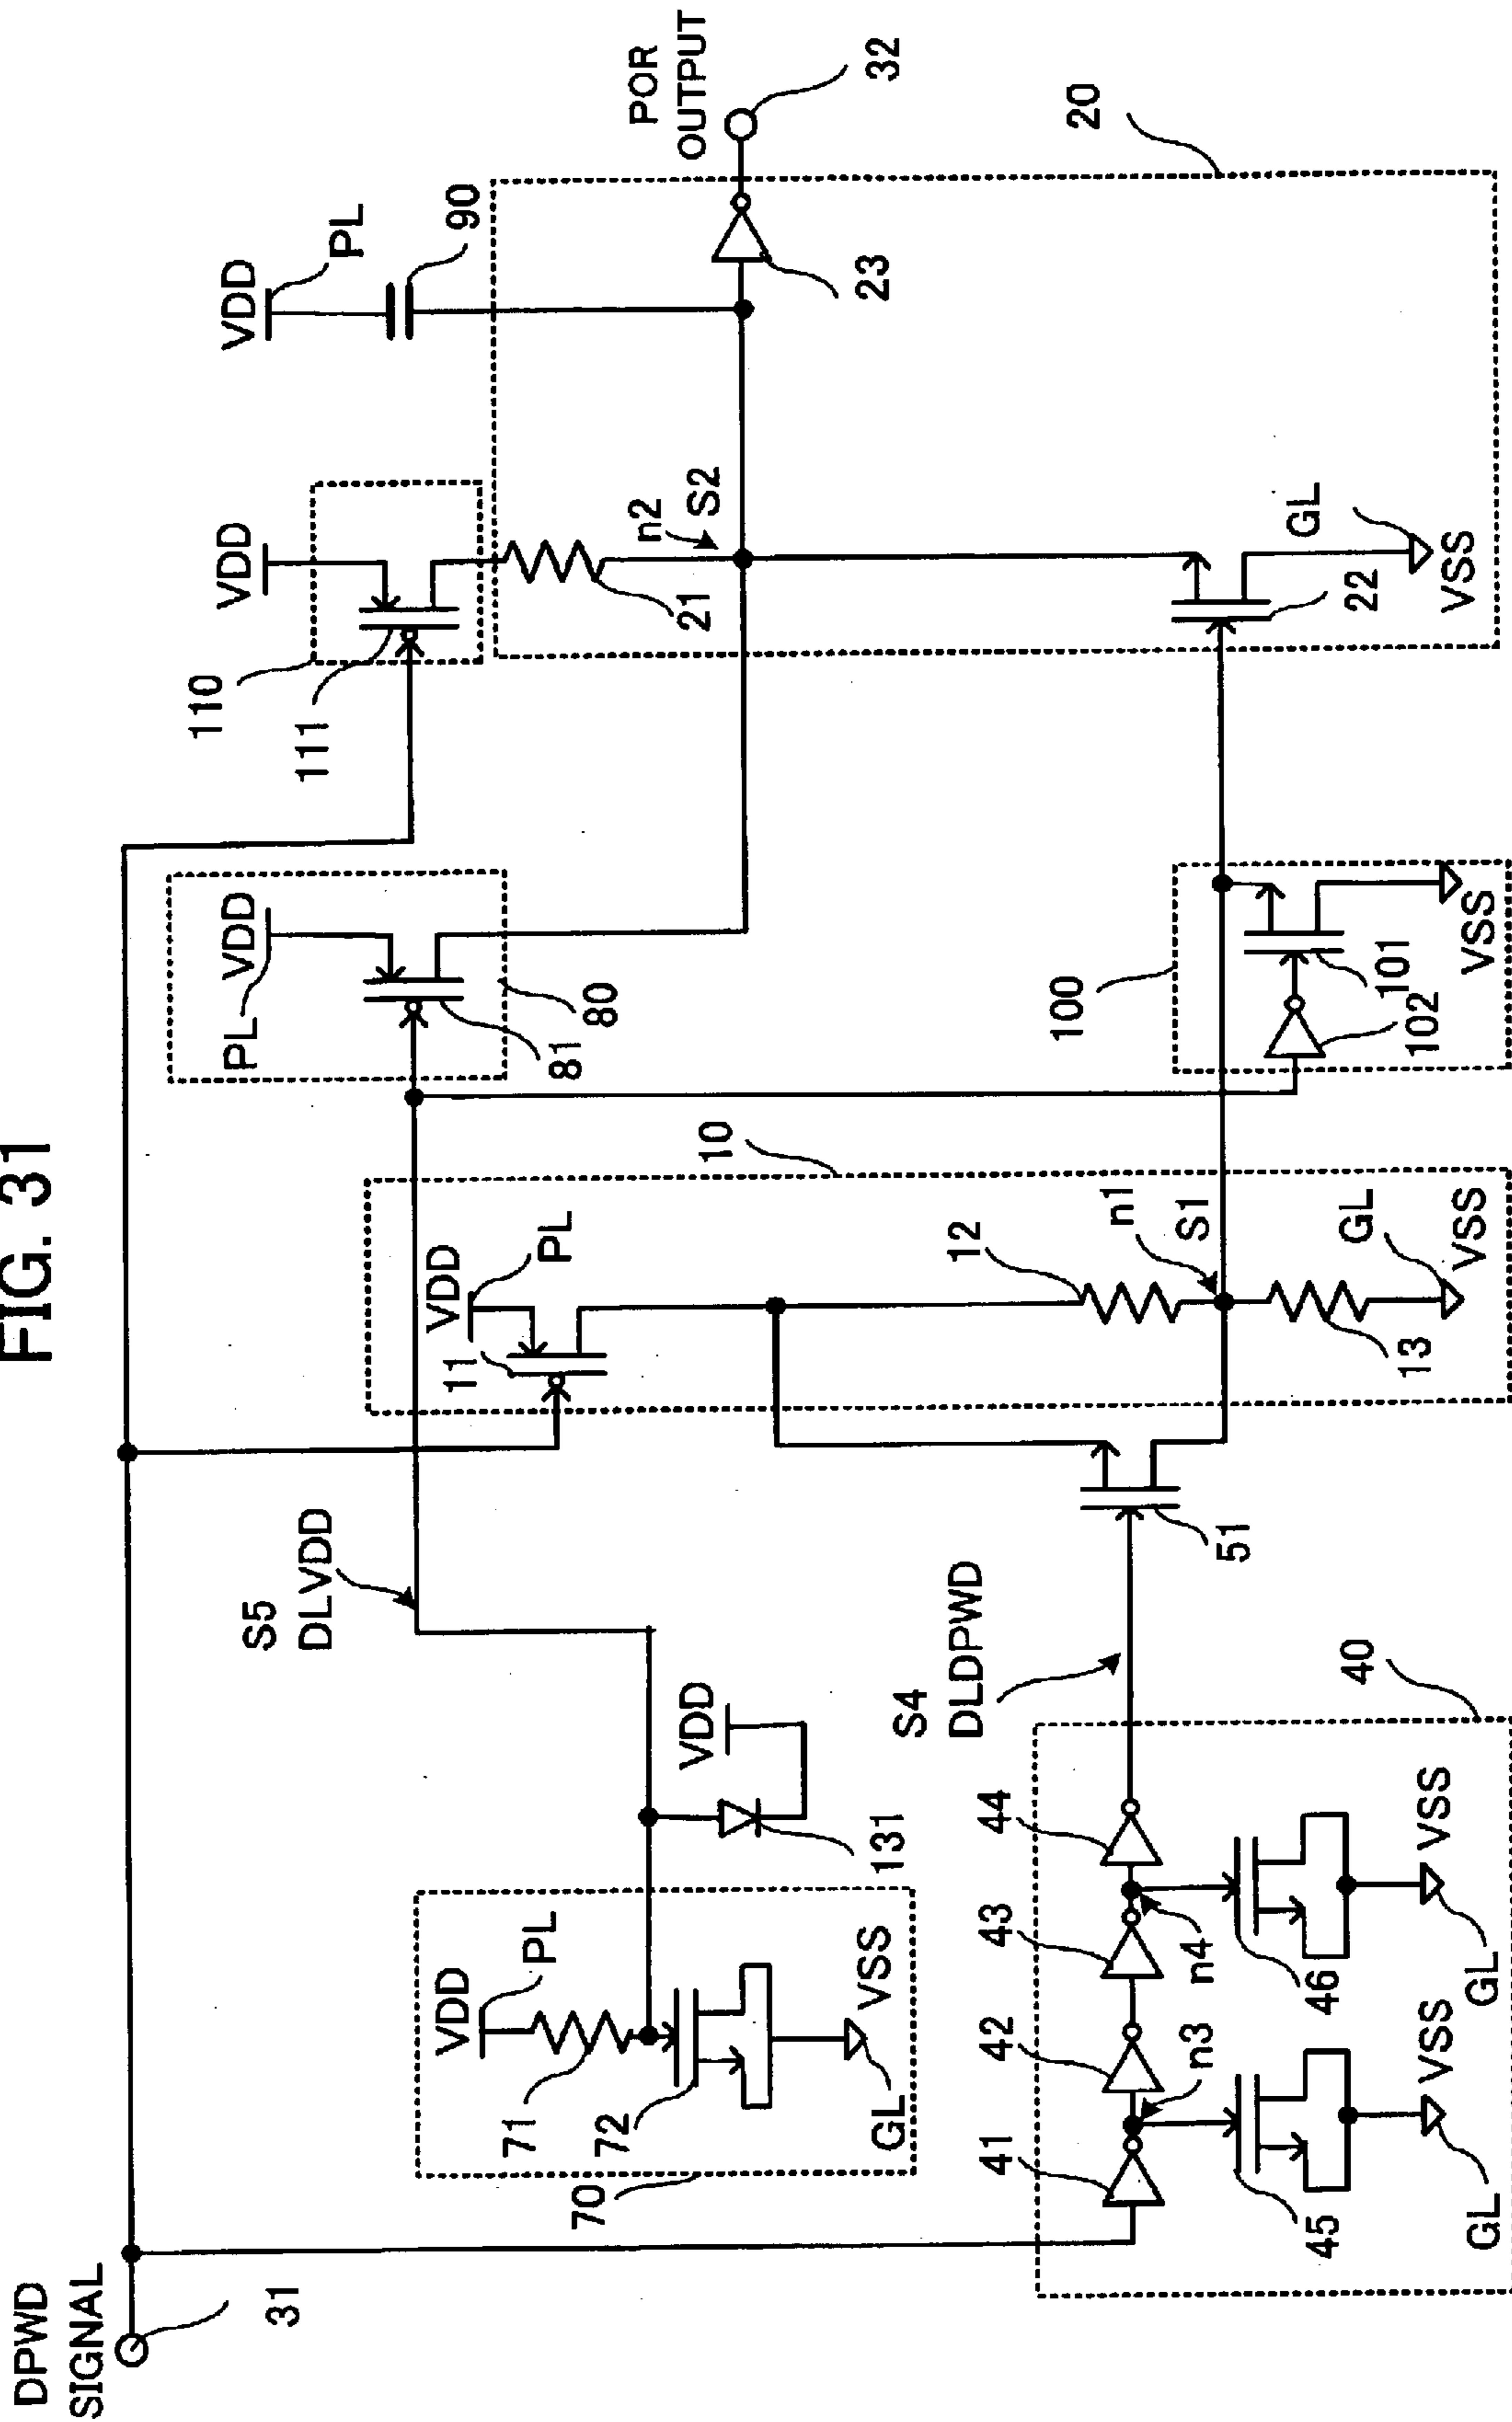 FIG. 31
DPWD
SIGNAL
31
S5
DLVDD
PL
VDD
81
80
110
111
VDD
21
n2
S2
VDD
PL
90
23
POR
OUTPUT
32
20
70
71
72
VDD
PL
GL
VSS
VDD
131
11
VDD
PL
10
12
n1
S1
GL
VSS
13
100
101
102
VSS
22
GL
VSS
S4
DLDPWD
51
40
41
42
43
44
n3
n4
45
46
GL
VSS
GL
VSS